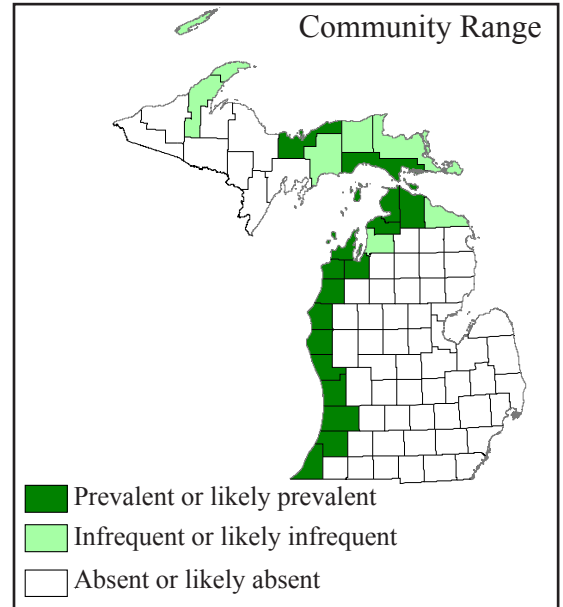 Community Range
Prevalent or likely prevalent
Infrequent or likely infrequent
Absent or likely absent